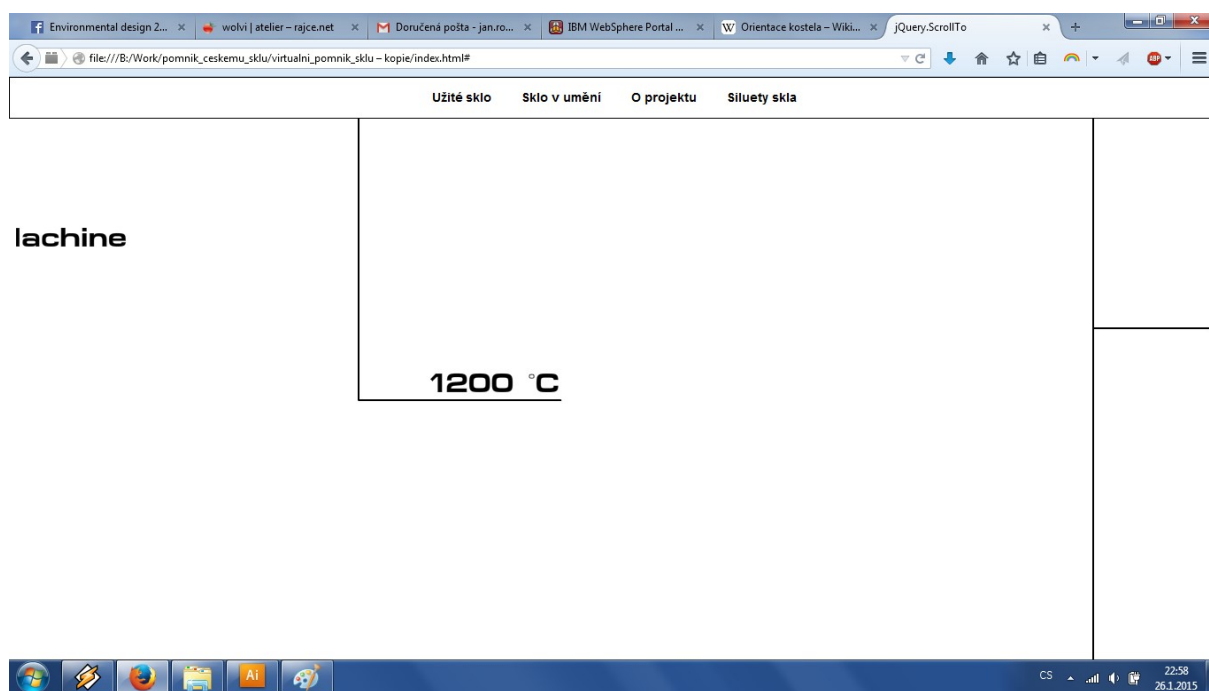 Environmental design 2...
wolvi | atelier – rajce.net
Doručená pošta - jan.ro...
IBM WebSphere Portal ...
W Orientace kostela – Wiki...
jQuery.ScrollTo
file:///B:/Work/pomnik_ceskemu_sklu/virtualni_pomnik_sklu – kopie/index.html#
ABP
Užité sklo
Sklo v umění
O projektu
Siluety skla
lachine
1200 °C
Ai
CS
22:58
26.1.2015